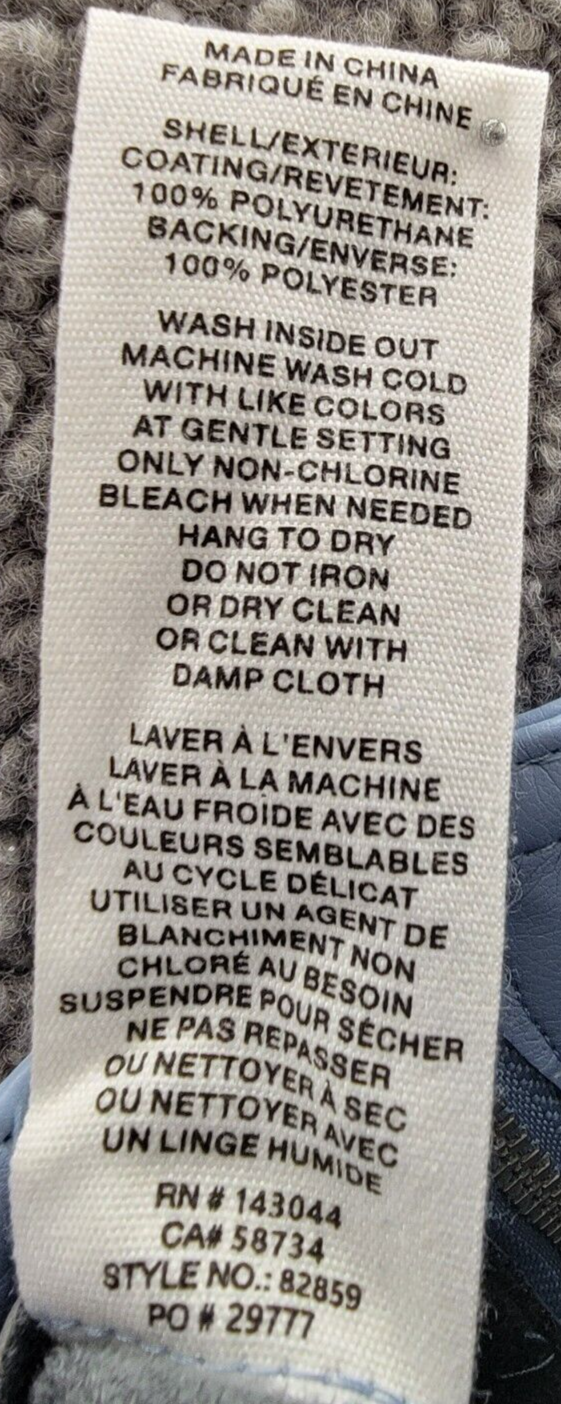 MADE IN CHINA
FABRIQUÉ EN CHINE
SHELL/EXTERIEUR:
COATING/REVETEMENT:
100% POLYURETHANE
BACKING/ENVERSE:
100% POLYESTER
WASH INSIDE OUT
MACHINE WASH COLD
WITH LIKE COLORS
AT GENTLE SETTING
ONLY NON-CHLORINE
BLEACH WHEN NEEDED
HANG TO DRY
DO NOT IRON
OR DRY CLEAN
OR CLEAN WITH
DAMP CLOTH
LAVER À L'ENVERS
LAVER À LA MACHINE
À L'EAU FROIDE AVEC DES
COULEURS SEMBLABLES
AU CYCLE DÉLICAT
UTILISER UN AGENT DE
BLANCHIMENT NON
CHLORÉ AU BESOIN
SUSPENDRE POUR SÉCHER
NE PAS REPASSER
OU NETTOYER À SEC
OU NETTOYER AVEC
UN LINGE HUMIDE
RN # 143044
CA# 58734
STYLE NO.: 82859
PO # 29777